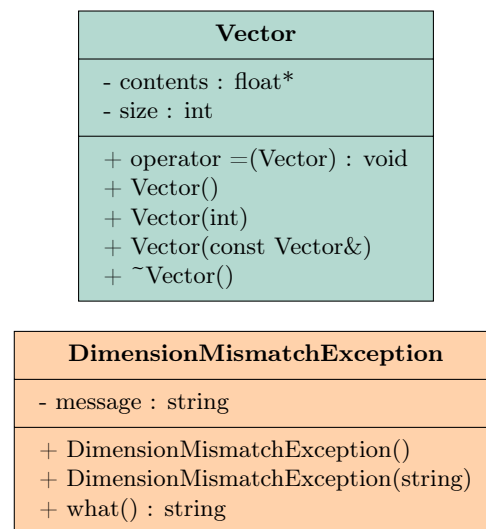 Vector
- contents : float*
- size : int
+ operator =(Vector) : void
+ Vector()
+ Vector(int)
+ Vector(const Vector&)
+ ~Vector()
DimensionMismatchException
- message : string
+ DimensionMismatchException()
+ DimensionMismatchException(string)
+ what() : string